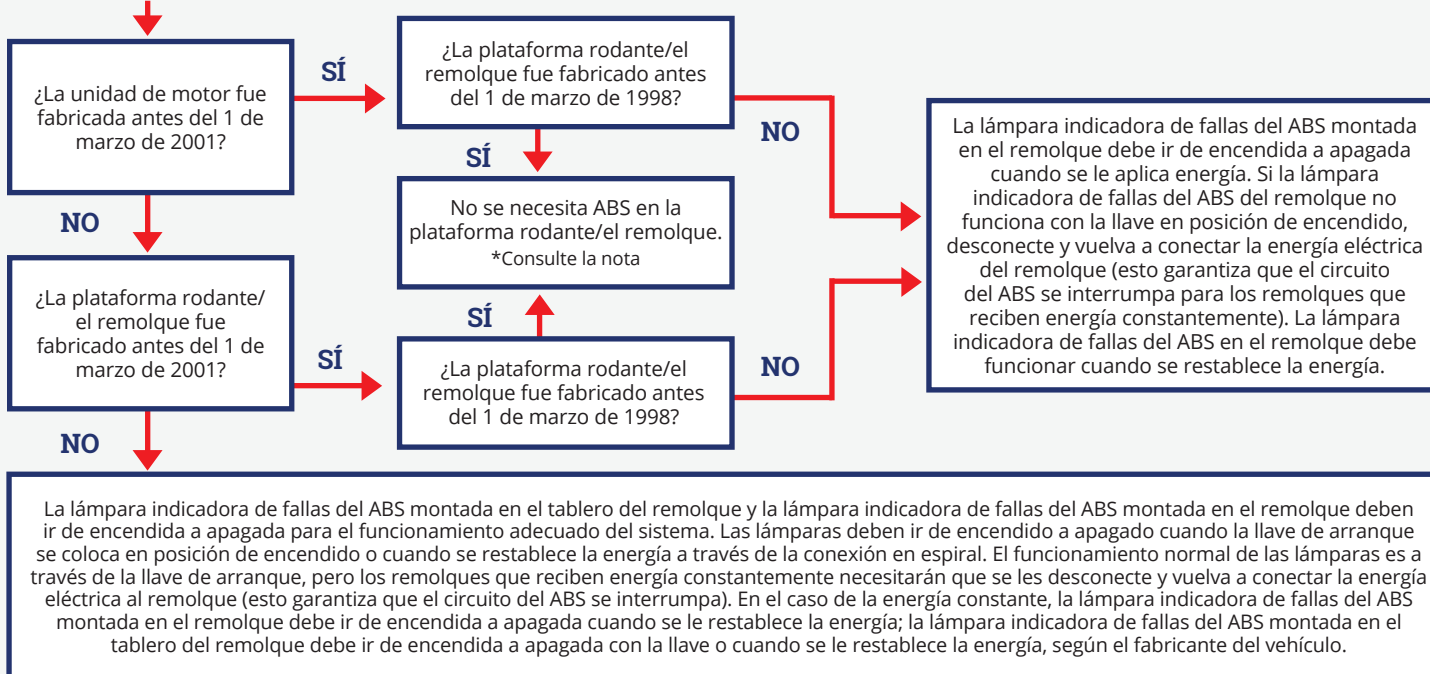 ¿La unidad de motor fue
fabricada antes del 1 de
marzo de 2001?
SÍ
¿La plataforma rodante/el
remolque fue fabricado antes
del 1 de marzo de 1998?
NO
SÍ
No se necesita ABS en la
plataforma rodante/el remolque.
*Consulte la nota
NO
¿La plataforma rodante/
el remolque fue
fabricado antes del 1 de
marzo de 2001?
SÍ
SÍ
¿La plataforma rodante/el
remolque fue fabricado antes
del 1 de marzo de 1998?
NO
La lámpara indicadora de fallas del ABS montada
en el remolque debe ir de encendida a apagada
cuando se le aplica energía. Si la lámpara
indicadora de fallas del ABS del remolque no
funciona con la llave en posición de encendido,
desconecte y vuelva a conectar la energía eléctrica
del remolque (esto garantiza que el circuito
del ABS se interrumpa para los remolques que
reciben energía constantemente). La lámpara
indicadora de fallas del ABS en el remolque debe
funcionar cuando se restablece la energía.
NO
La lámpara indicadora de fallas del ABS montada en el tablero del remolque y la lámpara indicadora de fallas del ABS montada en el remolque deben
ir de encendida a apagada para el funcionamiento adecuado del sistema. Las lámparas deben ir de encendido a apagado cuando la llave de arranque
se coloca en posición de encendido o cuando se restablece la energía a través de la conexión en espiral. El funcionamiento normal de las lámparas es a
través de la llave de arranque, pero los remolques que reciben energía constantemente necesitarán que se les desconecte y vuelva a conectar la energía
eléctrica al remolque (esto garantiza que el circuito del ABS se interrumpa). En el caso de la energía constante, la lámpara indicadora de fallas del ABS
montada en el remolque debe ir de encendida a apagada cuando se le restablece la energía; la lámpara indicadora de fallas del ABS montada en el
tablero del remolque debe ir de encendida a apagada con la llave o cuando se le restablece la energía, según el fabricante del vehículo.